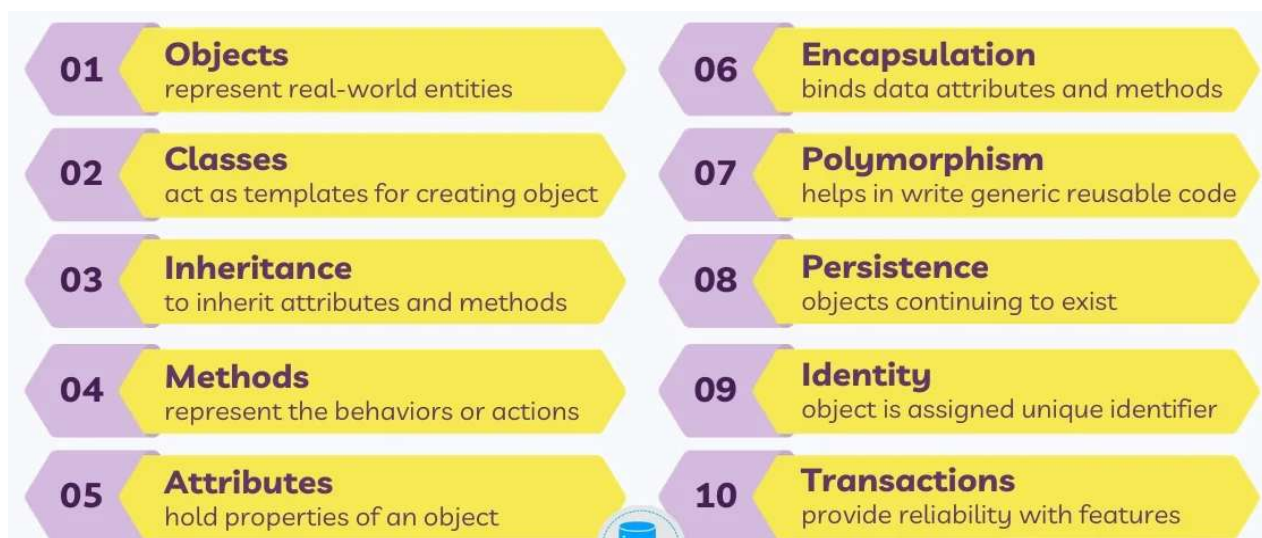 01
Objects
represent real-world entities
02
Classes
act as templates for creating object
03
Inheritance
to inherit attributes and methods
04
Methods
represent the behaviors or actions
05
Attributes
hold properties of an object
06
Encapsulation
binds data attributes and methods
07
Polymorphism
helps in write generic reusable code
08
Persistence
objects continuing to exist
09
Identity
object is assigned unique identifier
10
Transactions
provide reliability with features